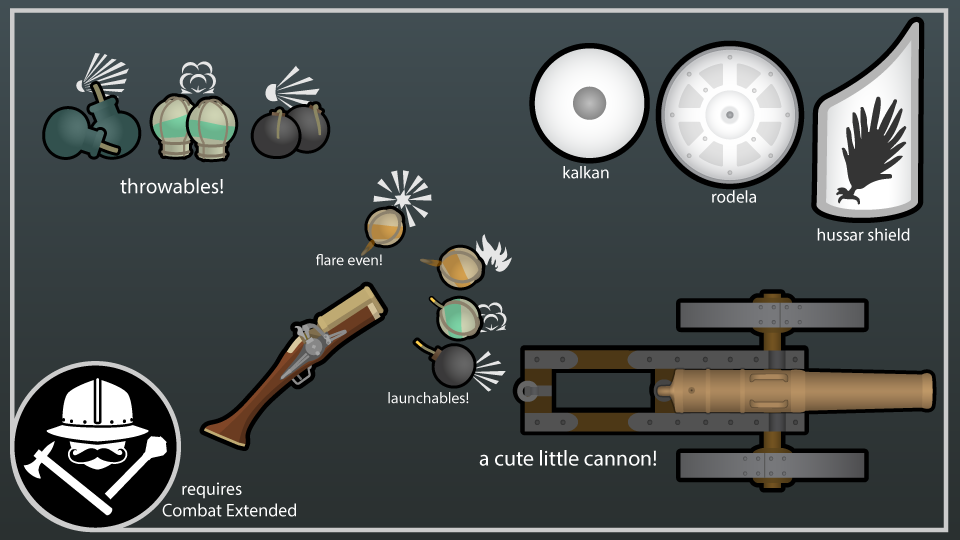 throwables!
kalkan
rodela
hussar shield
flare even!
launchables!
a cute little cannon!
requires
Combat Extended